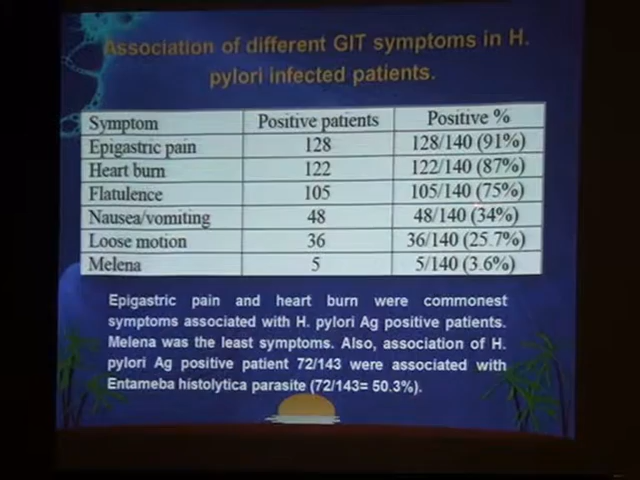 Association of different GIT symptoms in H.
pylori infected patients.
Symptom Positive patients Positive %
Epigastric pain 128 128/140 (91%)
Heart burn 122 122/140 (87%)
Flatulence 105 105/140 (75%)
Nausea/vomiting 48 48/140 (34%)
Loose motion 36 36/140 (25.7%)
Melena 5 5/140 (3.6%)
Epigastric pain and heart burn were commonest
symptoms associated with H. pylori Ag positive patients.
Melena was the least symptoms. Also, association of H.
pylori Ag positive patient 72/143 were associated with
Entameba histolytica parasite (72/143= 50.3%).